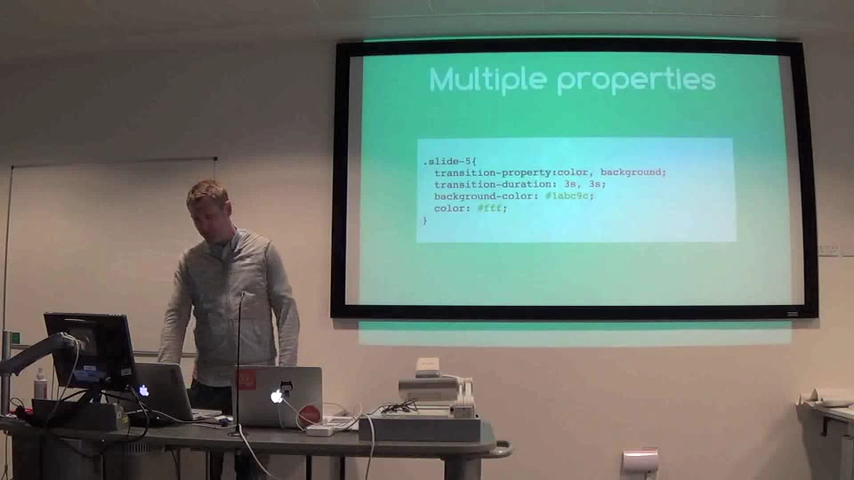 Multiple properties
.slide-5{
transition-property:color, background;
transition-duration: 3s, 3s;
background-color: #1abc9c;
color: #fff;
}